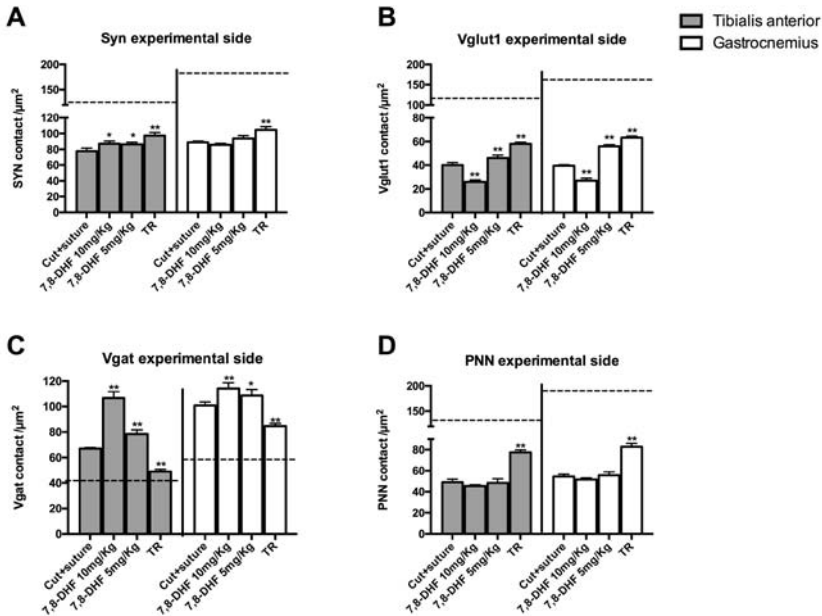 A
Syn experimental side
SYN contact /µm²
200
150
120
100
80
60
40
20
0
*
*
**
**
Cut+suture
7,8-DHF 10mg/Kg
7,8-DHF 5mg/Kg
TR
Cut+suture
7,8-DHF 10mg/Kg
7,8-DHF 5mg/Kg
TR
B
Vglut1 experimental side
Vglut1 contact /µm²
200
150
100
80
60
40
20
0
**
**
**
**
**
**
Cut+suture
7,8-DHF 10mg/Kg
7,8-DHF 5mg/Kg
TR
Cut+suture
7,8-DHF 10mg/Kg
7,8-DHF 5mg/Kg
TR
Tibialis anterior
Gastrocnemius
C
Vgat experimental side
Vgat contact /µm²
120
100
80
60
40
20
0
**
**
**
**
*
**
Cut+suture
7,8-DHF 10mg/Kg
7,8-DHF 5mg/Kg
TR
Cut+suture
7,8-DHF 10mg/Kg
7,8-DHF 5mg/Kg
TR
D
PNN experimental side
PNN contact /µm²
200
150
80
60
40
20
0
**
**
Cut+suture
7,8-DHF 10mg/Kg
7,8-DHF 5mg/Kg
TR
Cut+suture
7,8-DHF 10mg/Kg
7,8-DHF 5mg/Kg
TR